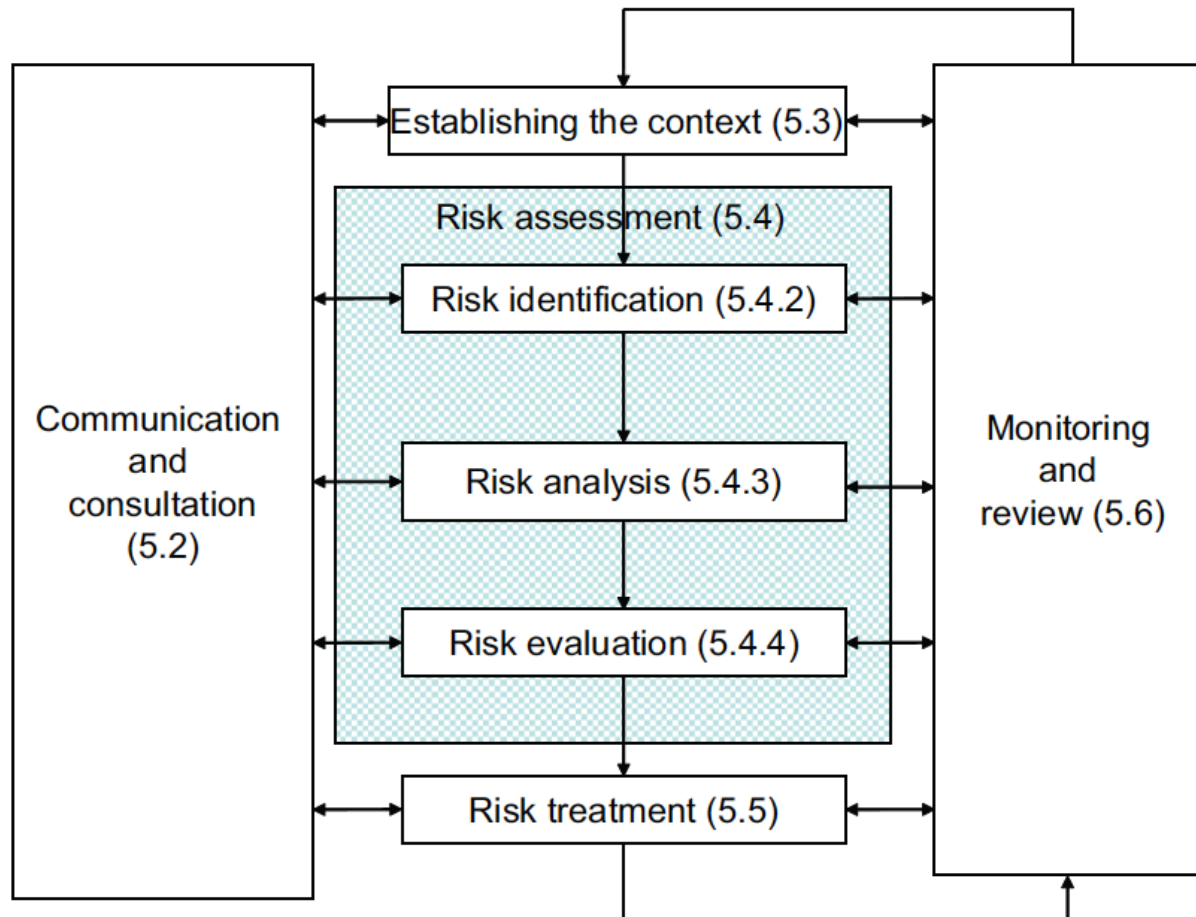 Establishing the context (5.3)
Risk assessment (5.4)
Risk identification (5.4.2)
Communication
and
consultation
(5.2)
Risk analysis (5.4.3)
Monitoring
and
review (5.6)
Risk evaluation (5.4.4)
Risk treatment (5.5)